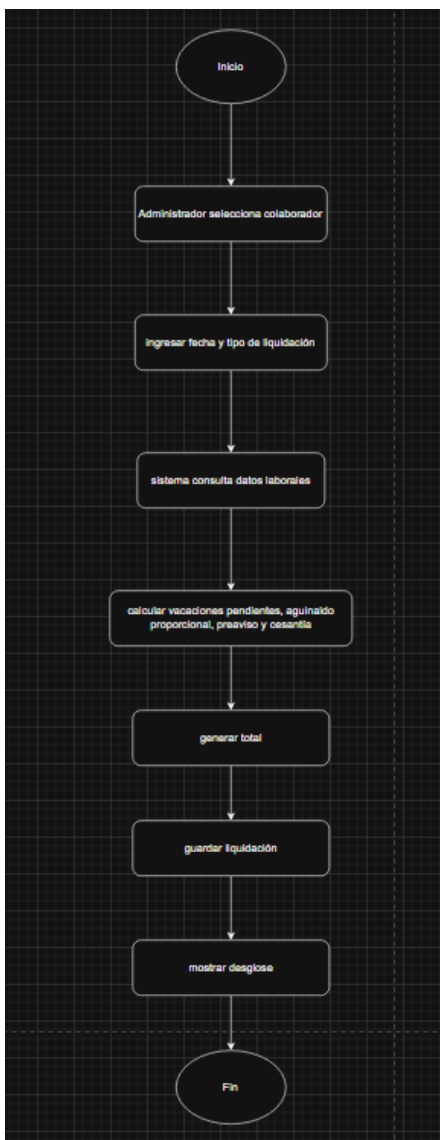 Inicio
Administrador selecciona colaborador
ingresar fecha y tipo de liquidación
sistema consulta datos laborales
calcular vacaciones pendientes, aguinaldo
proporcional, preaviso y cesantía
generar total
guardar liquidación
mostrar desglose
Fin